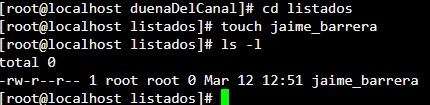 [root@localhost duenaDelCanal]# cd listados
[root@localhost listados]# touch jaime_barrera
[root@localhost listados]# ls -l
total 0
-rw-r--r-- 1 root root 0 Mar 12 12:51 jaime_barrera
[root@localhost listados]#